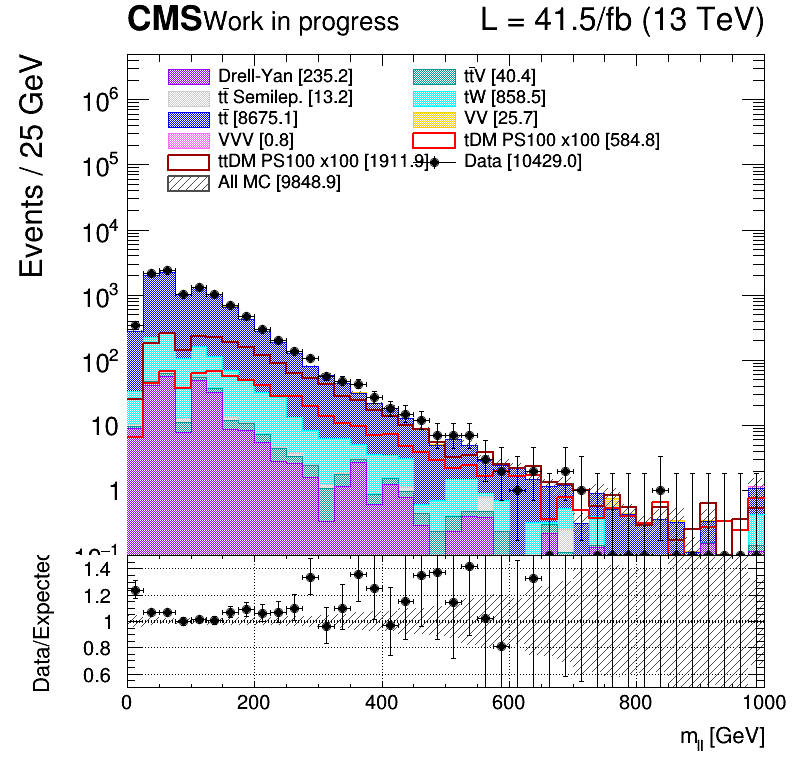 CMS Work in progress L = 41.5/fb (13 TeV)
Events / 25 GeV
Drell-Yan [235.2] tt̄V [40.4]
tt̄ Semilep. [13.2] tW [858.5]
tt̄ [8675.1] VV [25.7]
VVV [0.8] tDM PS100 x100 [584.8]
ttDM PS100 x100 [1911.9] Data [10429.0]
All MC [9848.9]
10⁶
10⁵
10⁴
10³
10²
10
1
10⁻¹
Data/Expected
1.4
1.2
1
0.8
0.6
0 200 400 600 800 1000
m_ll [GeV]